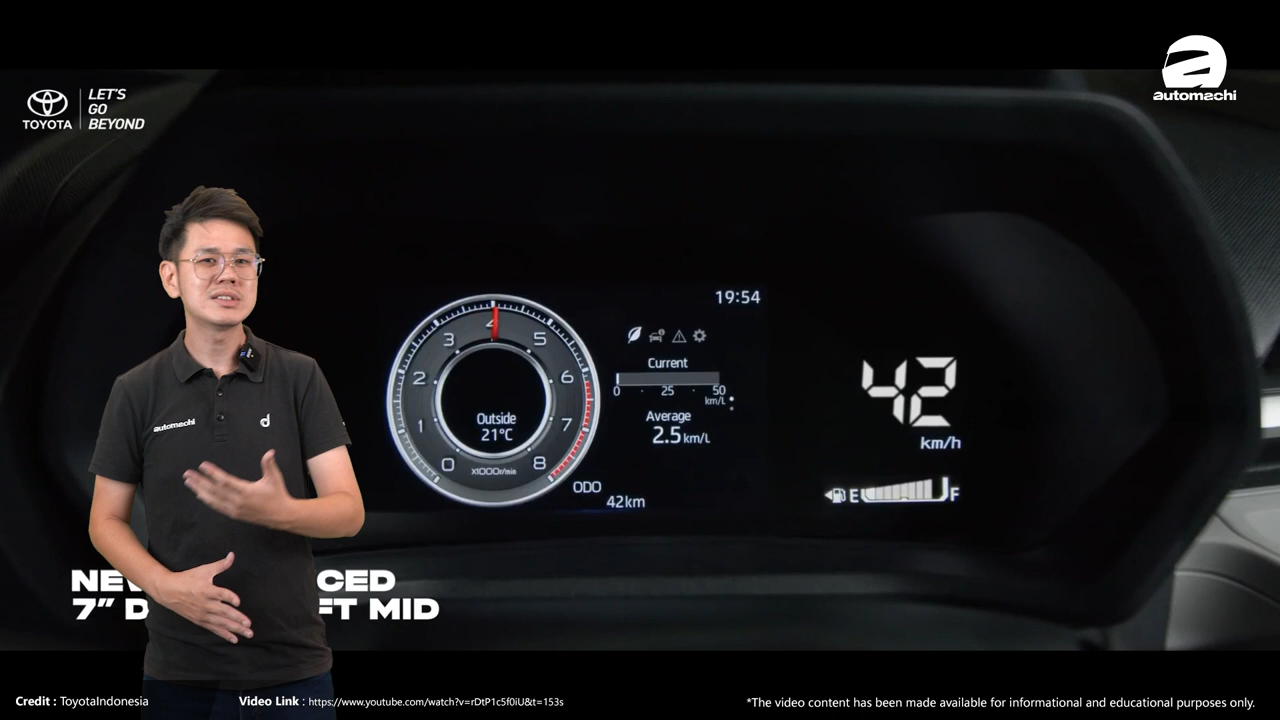 TOYOTA
LET'S
GO
BEYOND
automachi
19:54
Current
0 25 50
km/L
Average
2.5 km/L
0 1 2 3 4 5 6 7 8
x1000r/min
Outside
21°C
ODO
42km
42
km/h
E F
automachi
d
7" D
FT MID
Credit : ToyotaIndonesia
Video Link : https://www.youtube.com/watch?v=rDtP1c5f0iU&t=153s
*The video content has been made available for informational and educational purposes only.